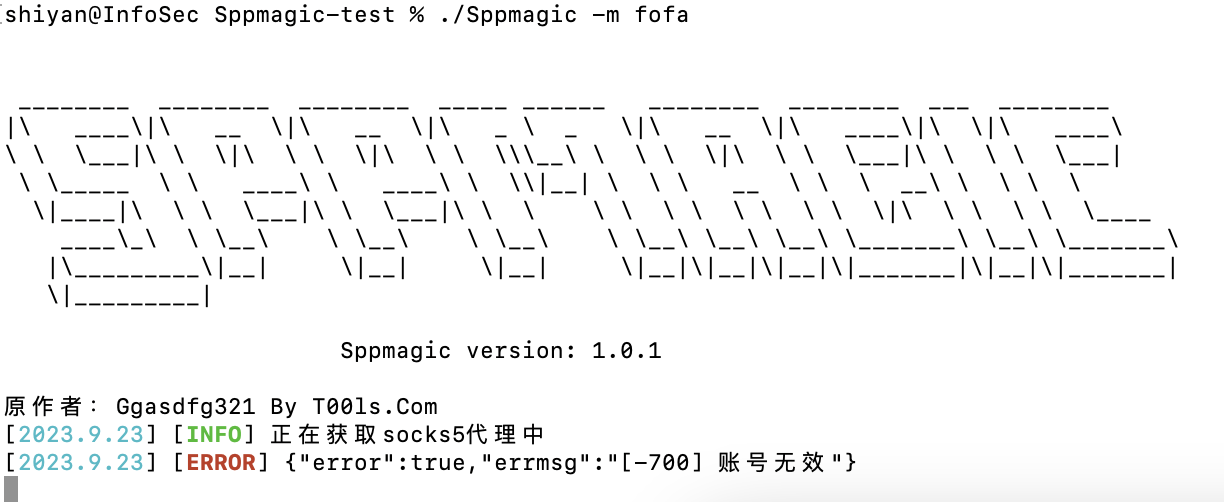 shiyan@InfoSec Sppmagic-test % ./Sppmagic -m fofa
SPPMAGIC
Sppmagic version: 1.0.1
原作者：Ggasdfg321 By T00ls.Com
[2023.9.23] [INFO] 正在获取socks5代理中
[2023.9.23] [ERROR] {"error":true,"errmsg":"[-700] 账号无效"}